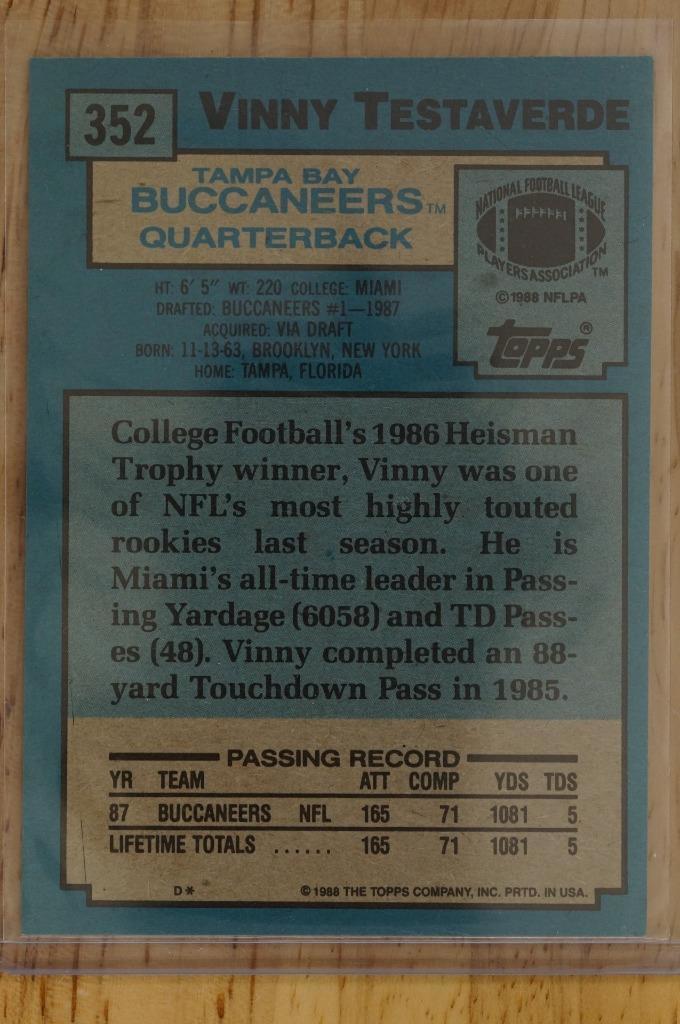 352
VINNY TESTAVERDE
TAMPA BAY
BUCCANEERS™
QUARTERBACK
NATIONAL FOOTBALL LEAGUE
PLAYERS ASSOCIATION™
©1988 NFLPA
topps®
HT: 6' 5" WT: 220 COLLEGE: MIAMI
DRAFTED: BUCCANEERS #1—1987
ACQUIRED: VIA DRAFT
BORN: 11-13-63, BROOKLYN, NEW YORK
HOME: TAMPA, FLORIDA
College Football's 1986 Heisman
Trophy winner, Vinny was one
of NFL's most highly touted
rookies last season. He is
Miami's all-time leader in Pass-
ing Yardage (6058) and TD Pass-
es (48). Vinny completed an 88-
yard Touchdown Pass in 1985.
PASSING RECORD
YR TEAM ATT COMP YDS TDS
87 BUCCANEERS NFL 165 71 1081 5
LIFETIME TOTALS ...... 165 71 1081 5
D* ©1988 THE TOPPS COMPANY, INC. PRTD. IN USA.